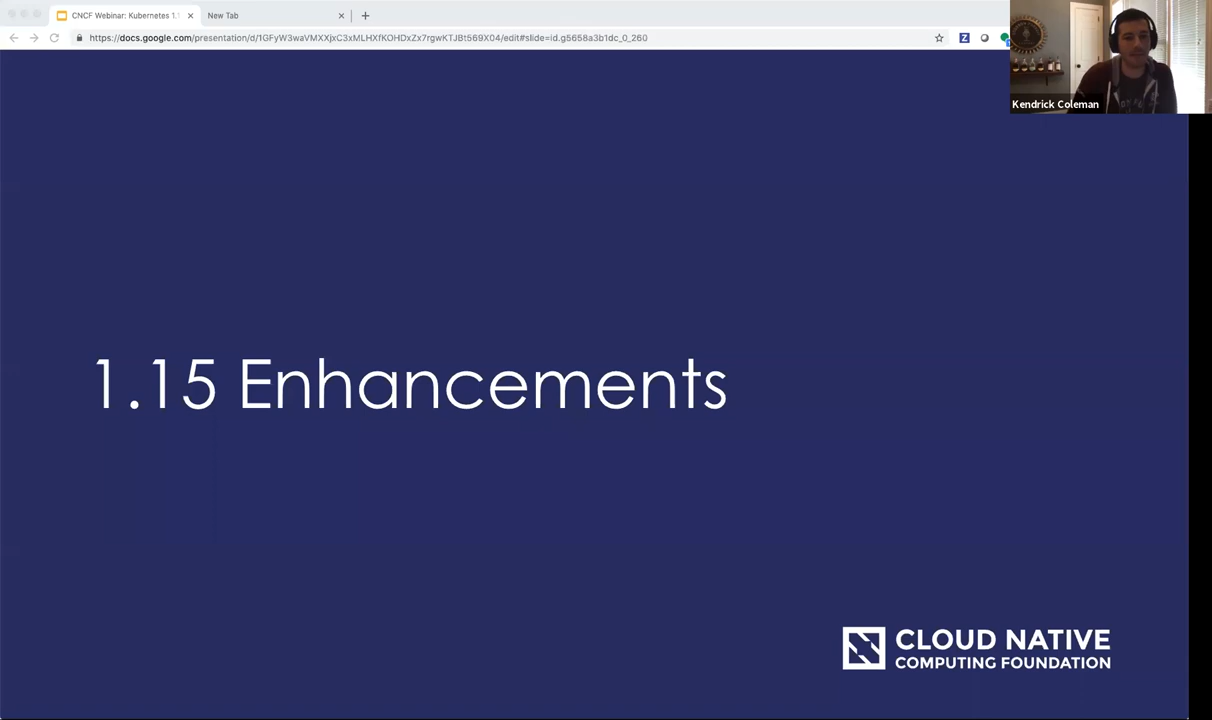 CNCF Webinar: Kubernetes 1.1
New Tab
https://docs.google.com/presentation/d/1GFyW3waVMXXjxC3xMLHXfKOHDxZx7rgwKTJBt569X04/edit#slide=id.g5658a3b1dc_0_260
Z
Kendrick Coleman
1.15 Enhancements
CLOUD NATIVE
COMPUTING FOUNDATION